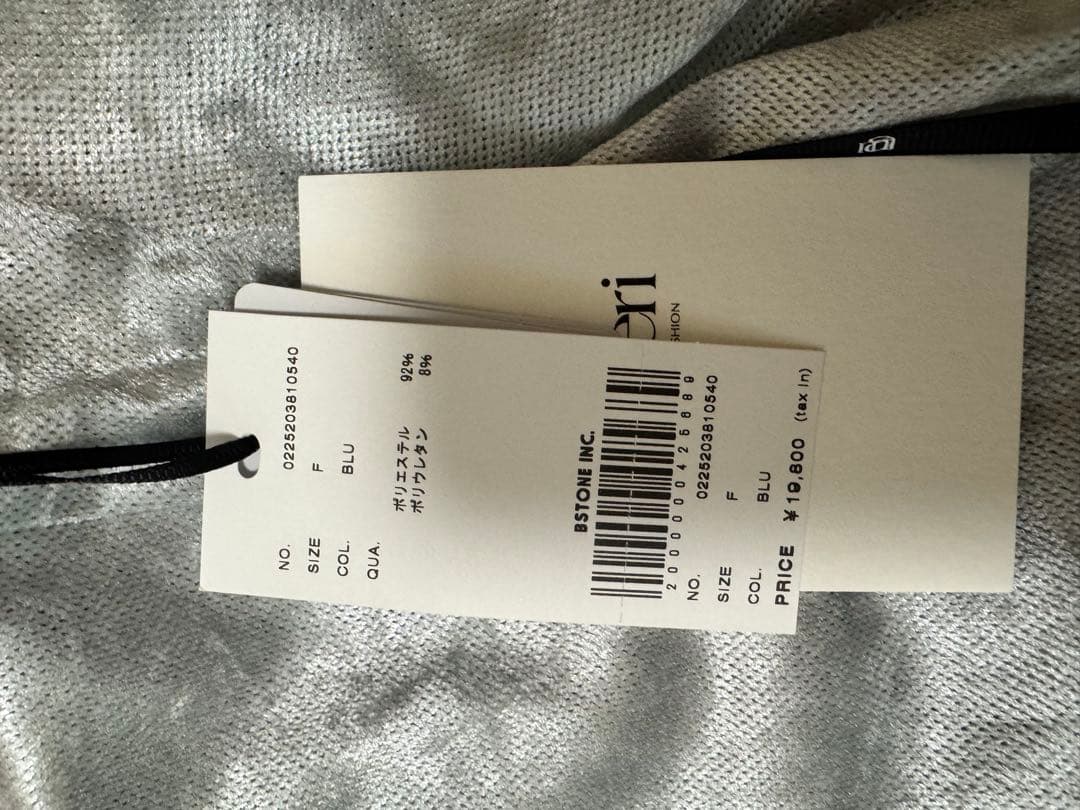 NO. 0225203810540
SIZE F
COL. BLU
QUA. ポリエステル 92%
ポリウレタン 8%
BSTONE INC.
2000000426889
NO. 0225203810540
SIZE F
COL. BLU
PRICE ¥19,800 (tax in)
eri
SHION